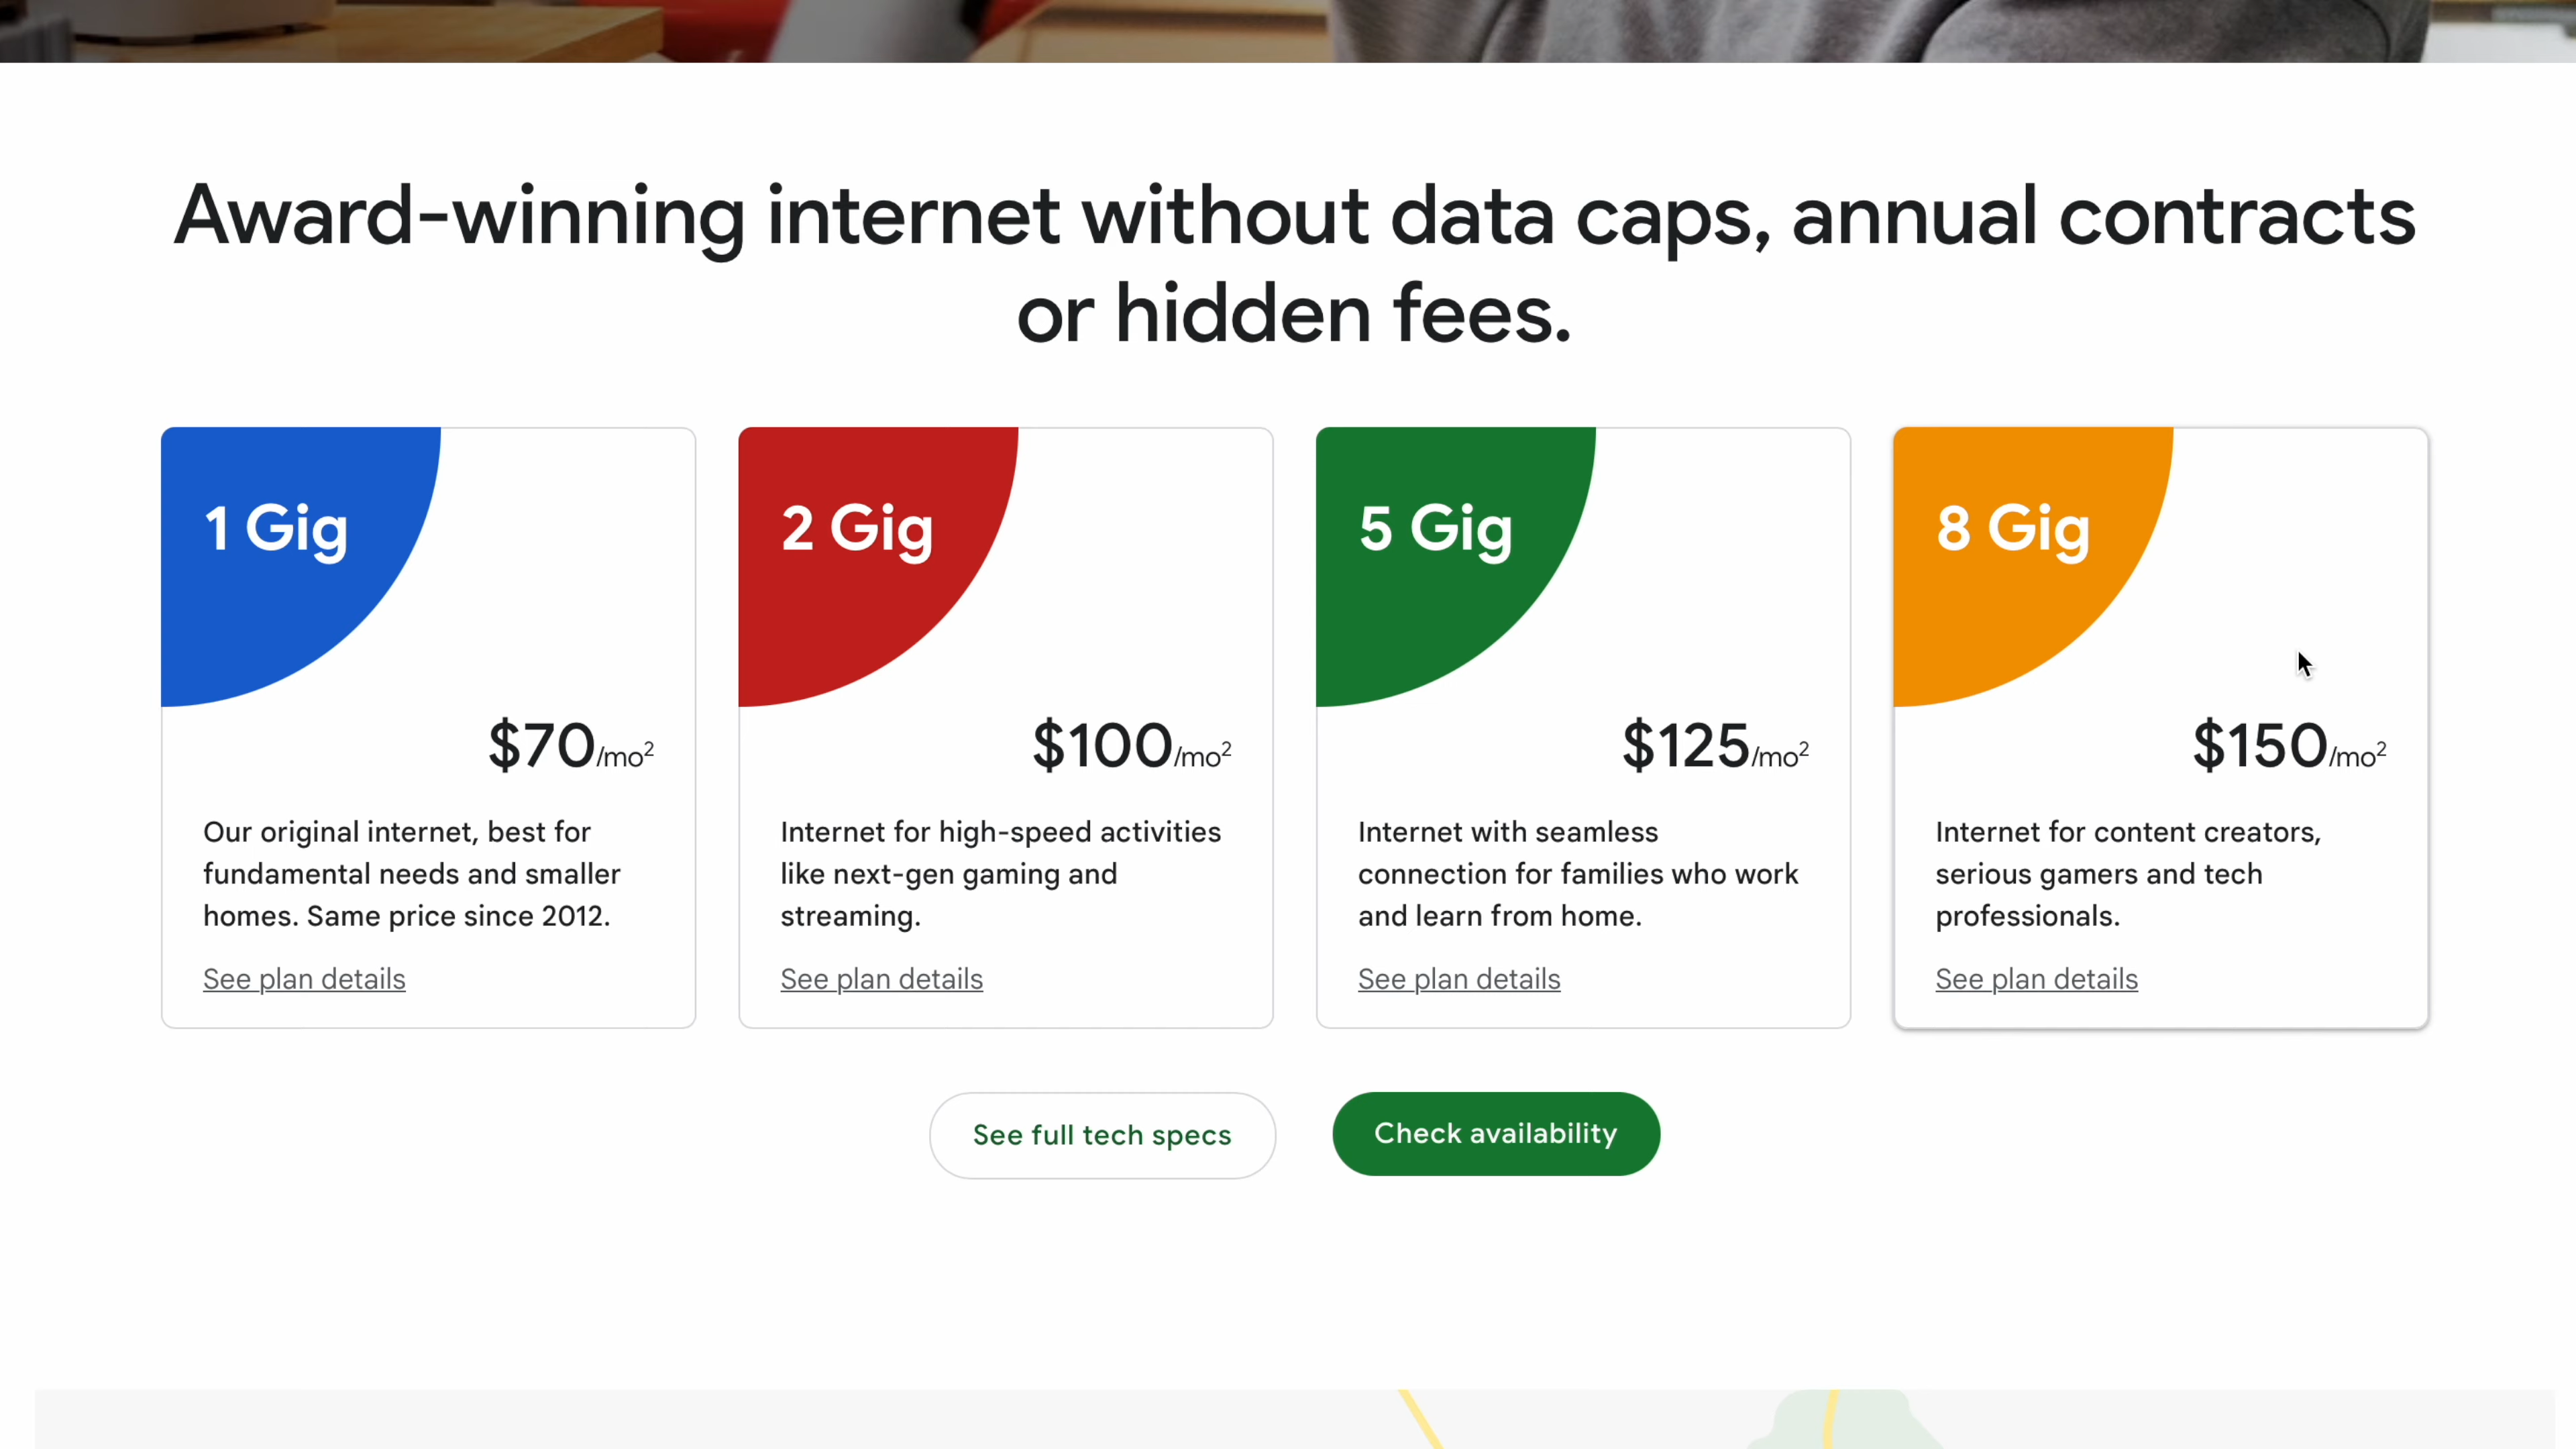 Award-winning internet without data caps, annual contracts
or hidden fees.
1 Gig
$70/mo²
Our original internet, best for
fundamental needs and smaller
homes. Same price since 2012.
See plan details
2 Gig
$100/mo²
Internet for high-speed activities
like next-gen gaming and
streaming.
See plan details
5 Gig
$125/mo²
Internet with seamless
connection for families who work
and learn from home.
See plan details
8 Gig
$150/mo²
Internet for content creators,
serious gamers and tech
professionals.
See plan details
See full tech specs
Check availability